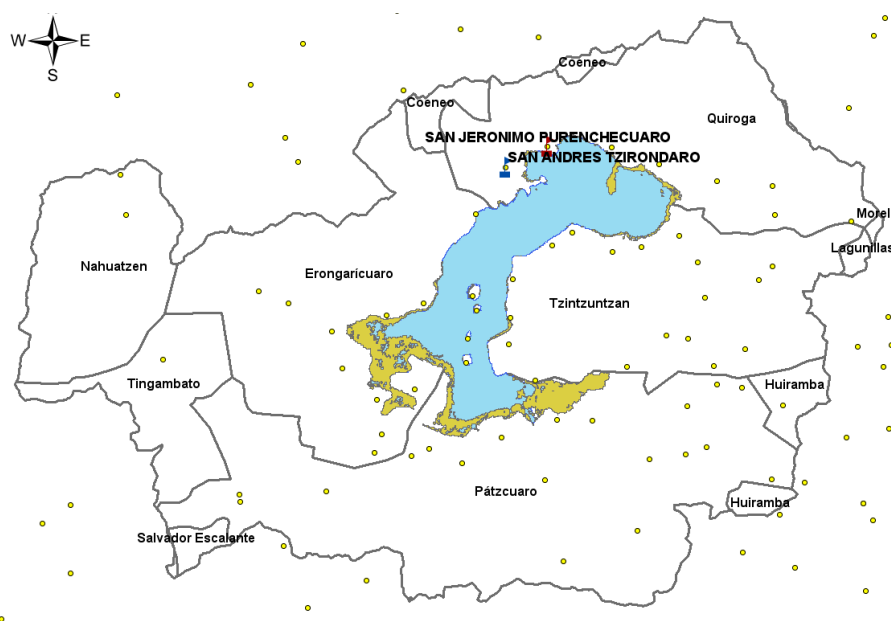 W E
S
Coeneo
Coeneo
Quiroga
SAN JERONIMO PURENCHECUARO
SAN ANDRES TZIRONDARO
Morel
Lagunillas
Nahuatzen
Erongarícuaro
Tzintzuntzan
Tingambato
Huiramba
Pátzcuaro
Huiramba
Salvador Escalante